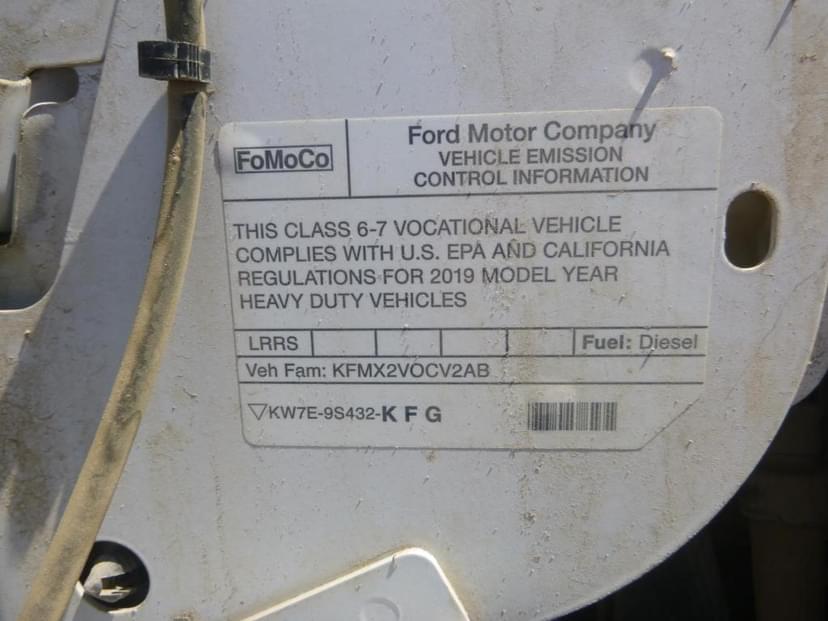 FoMoCo
Ford Motor Company
VEHICLE EMISSION
CONTROL INFORMATION
THIS CLASS 6-7 VOCATIONAL VEHICLE
COMPLIES WITH U.S. EPA AND CALIFORNIA
REGULATIONS FOR 2019 MODEL YEAR
HEAVY DUTY VEHICLES
LRRS Fuel: Diesel
Veh Fam: KFMX2VOCV2AB
▽KW7E-9S432-K F G